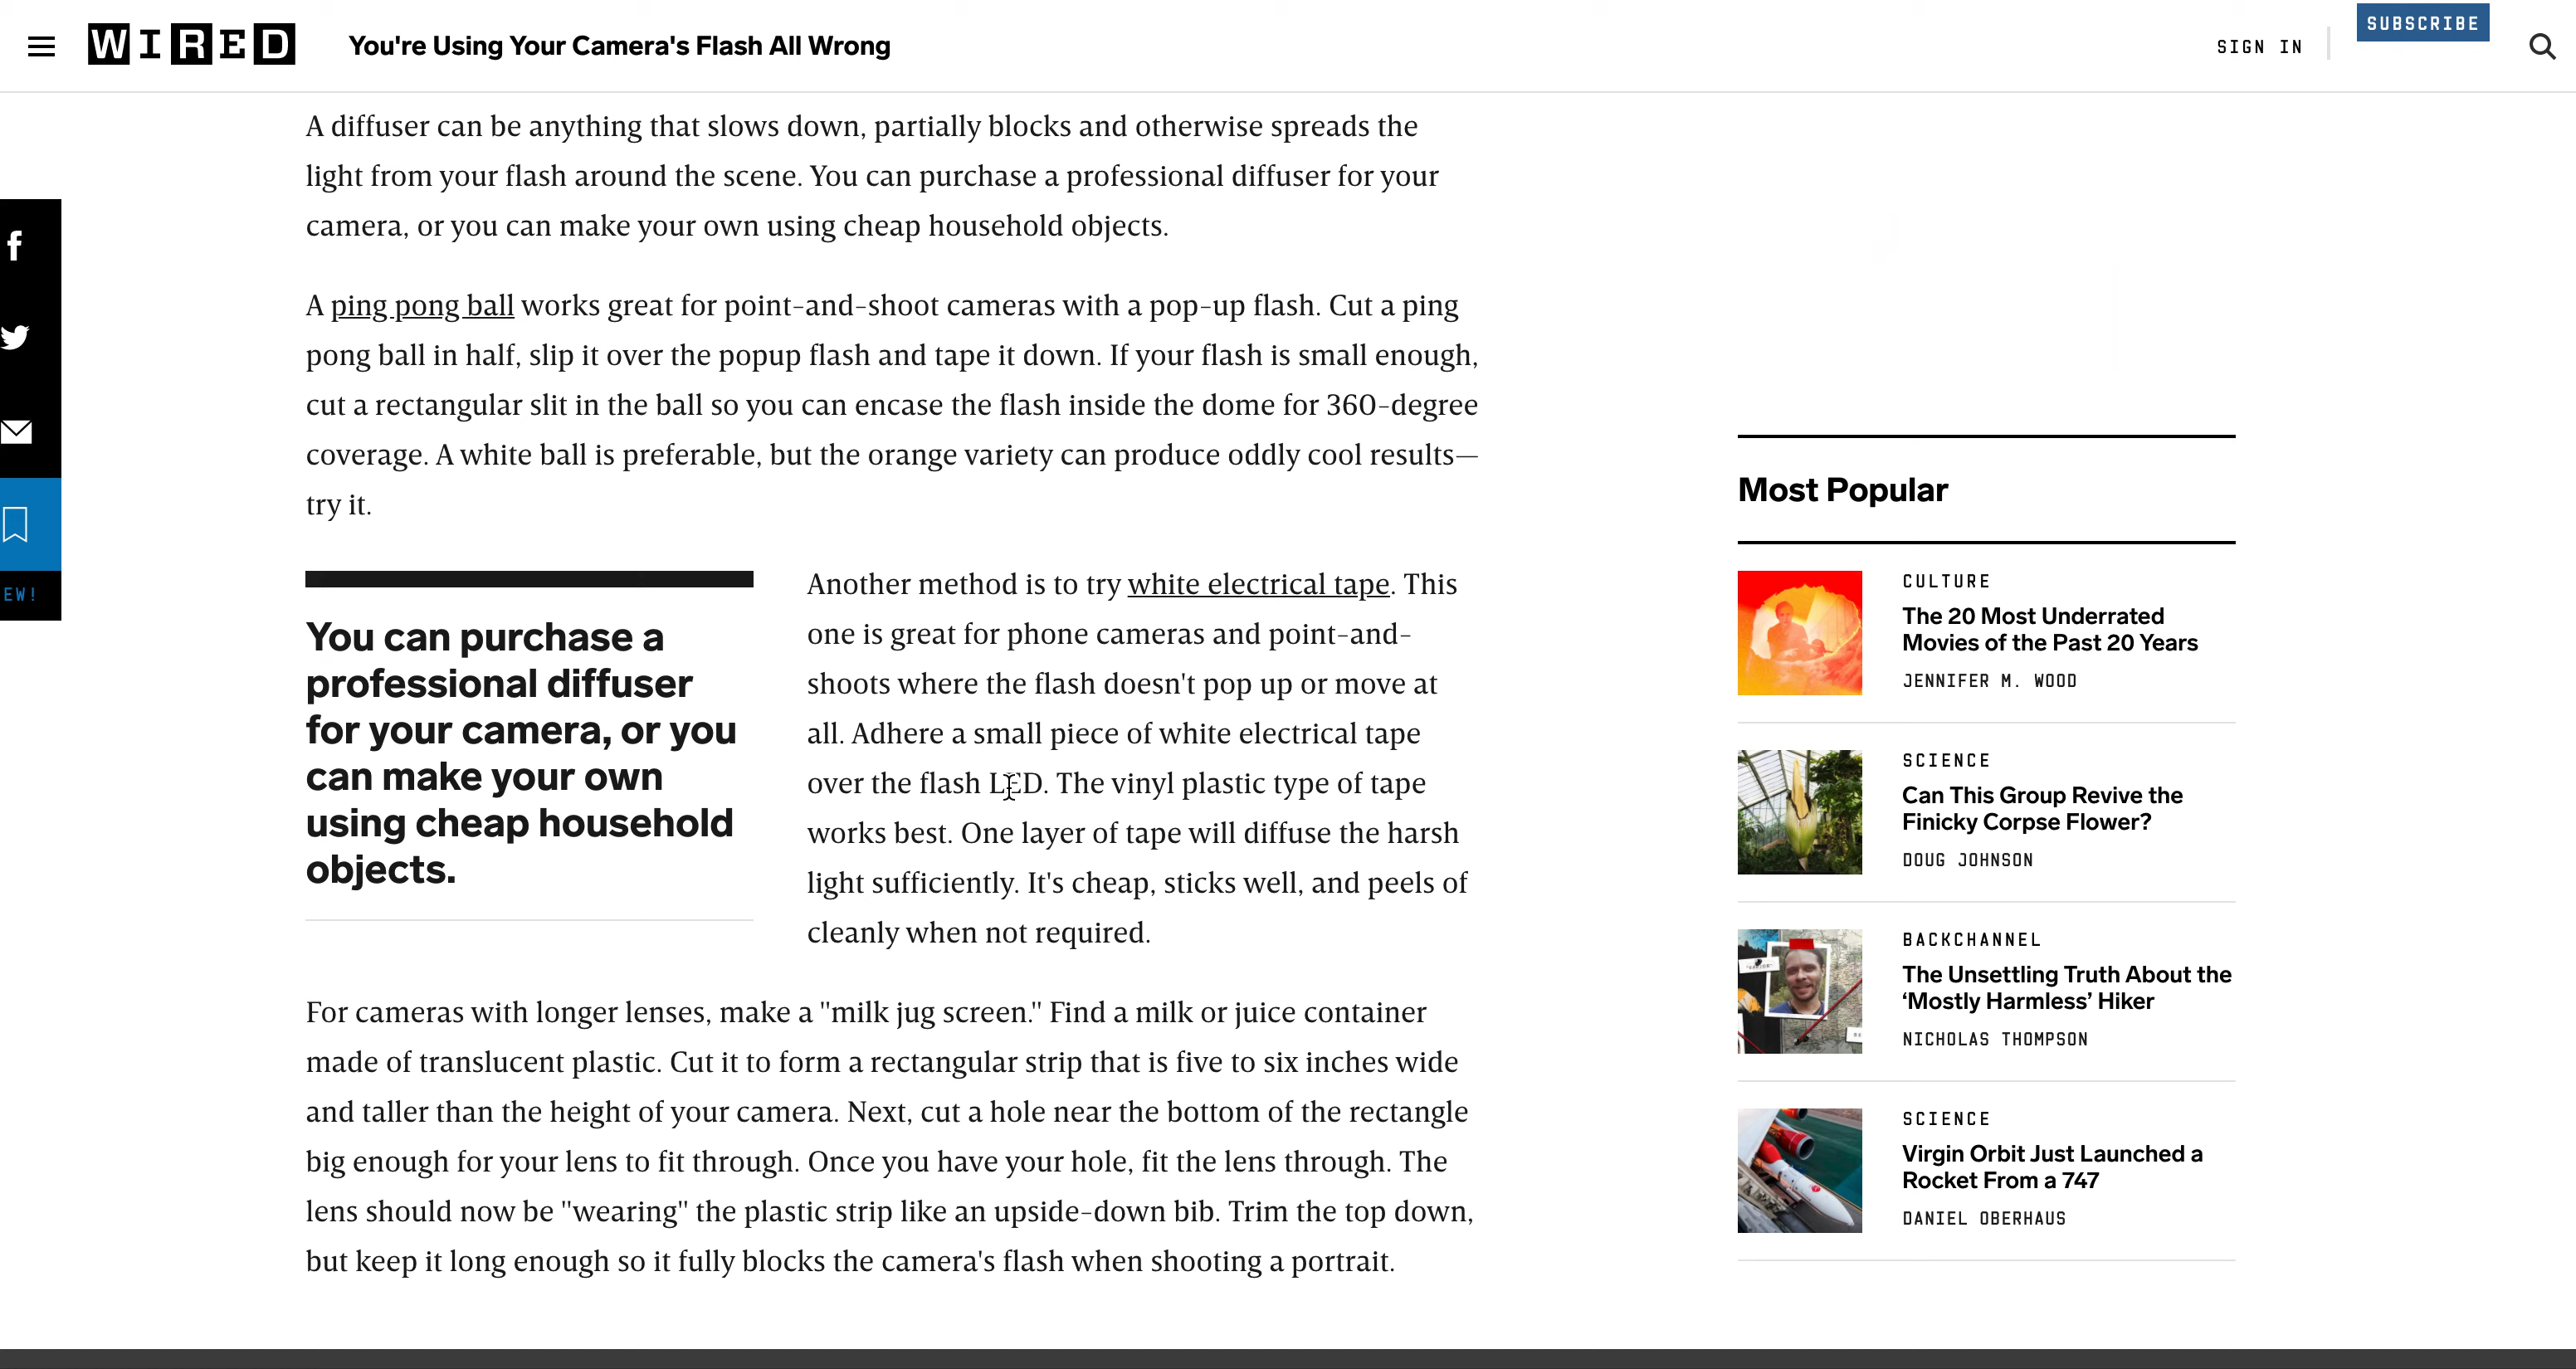 WIRED
You're Using Your Camera's Flash All Wrong
SIGN IN
SUBSCRIBE
A diffuser can be anything that slows down, partially blocks and otherwise spreads the
light from your flash around the scene. You can purchase a professional diffuser for your
camera, or you can make your own using cheap household objects.
A ping pong ball works great for point-and-shoot cameras with a pop-up flash. Cut a ping
pong ball in half, slip it over the popup flash and tape it down. If your flash is small enough,
cut a rectangular slit in the ball so you can encase the flash inside the dome for 360-degree
coverage. A white ball is preferable, but the orange variety can produce oddly cool results—
try it.
EW!
You can purchase a
professional diffuser
for your camera, or you
can make your own
using cheap household
objects.
Another method is to try white electrical tape. This
one is great for phone cameras and point-and-
shoots where the flash doesn't pop up or move at
all. Adhere a small piece of white electrical tape
over the flash LED. The vinyl plastic type of tape
works best. One layer of tape will diffuse the harsh
light sufficiently. It's cheap, sticks well, and peels of
cleanly when not required.
For cameras with longer lenses, make a "milk jug screen." Find a milk or juice container
made of translucent plastic. Cut it to form a rectangular strip that is five to six inches wide
and taller than the height of your camera. Next, cut a hole near the bottom of the rectangle
big enough for your lens to fit through. Once you have your hole, fit the lens through. The
lens should now be "wearing" the plastic strip like an upside-down bib. Trim the top down,
but keep it long enough so it fully blocks the camera's flash when shooting a portrait.
Most Popular
CULTURE
The 20 Most Underrated
Movies of the Past 20 Years
JENNIFER M. WOOD
SCIENCE
Can This Group Revive the
Finicky Corpse Flower?
DOUG JOHNSON
BACKCHANNEL
The Unsettling Truth About the
‘Mostly Harmless’ Hiker
NICHOLAS THOMPSON
SCIENCE
Virgin Orbit Just Launched a
Rocket From a 747
DANIEL OBERHAUS